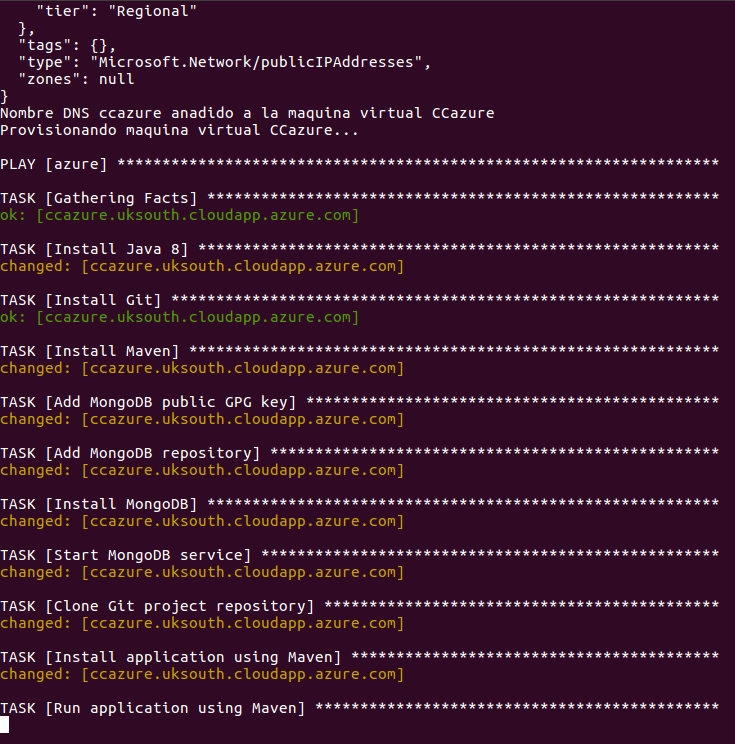 "tier": "Regional"
},
"tags": {},
"type": "Microsoft.Network/publicIPAddresses",
"zones": null
}
Nombre DNS ccazure anadido a la maquina virtual CCazure
Provisionando maquina virtual CCazure...
PLAY [azure] *******************************************************************
TASK [Gathering Facts] *********************************************************
ok: [ccazure.uksouth.cloudapp.azure.com]
TASK [Install Java 8] **********************************************************
changed: [ccazure.uksouth.cloudapp.azure.com]
TASK [Install Git] *************************************************************
ok: [ccazure.uksouth.cloudapp.azure.com]
TASK [Install Maven] ***********************************************************
changed: [ccazure.uksouth.cloudapp.azure.com]
TASK [Add MongoDB public GPG key] **********************************************
changed: [ccazure.uksouth.cloudapp.azure.com]
TASK [Add MongoDB repository] **************************************************
changed: [ccazure.uksouth.cloudapp.azure.com]
TASK [Install MongoDB] *********************************************************
changed: [ccazure.uksouth.cloudapp.azure.com]
TASK [Start MongoDB service] ***************************************************
changed: [ccazure.uksouth.cloudapp.azure.com]
TASK [Clone Git project repository] ********************************************
changed: [ccazure.uksouth.cloudapp.azure.com]
TASK [Install application using Maven] *****************************************
changed: [ccazure.uksouth.cloudapp.azure.com]
TASK [Run application using Maven] *********************************************